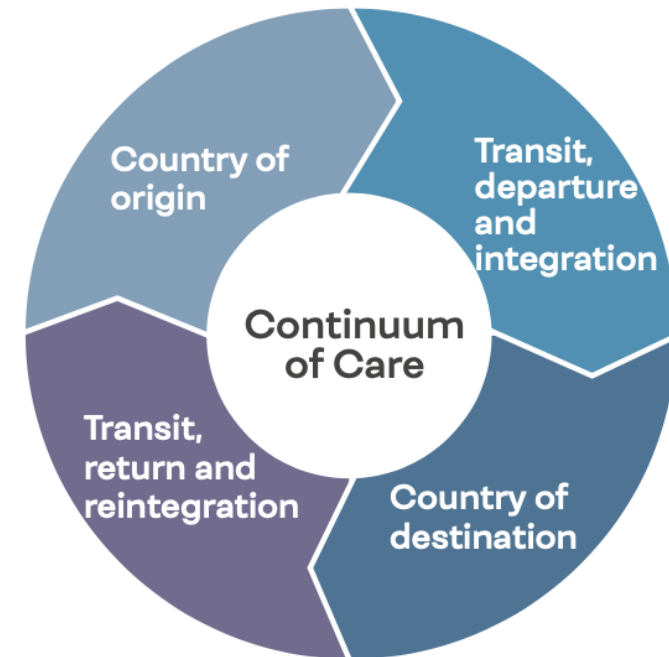 Country of
origin
Transit,
departure
and
integration
Continuum
of Care
Transit,
return and
reintegration
Country of
destination